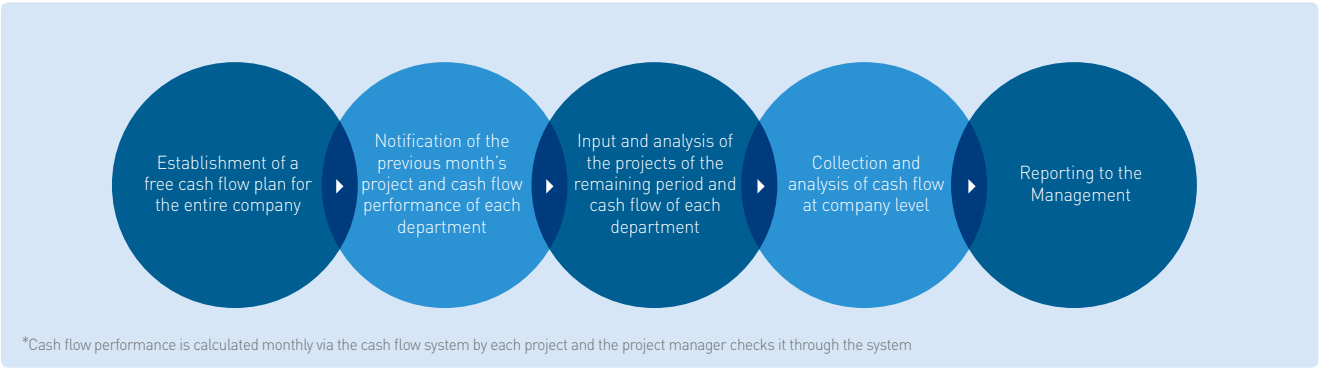 Establishment of a
free cash flow plan for
the entire company
Notification of the
previous month's
project and cash flow
performance of each
department
Input and analysis of
the projects of the
remaining period and
cash flow of each
department
Collection and
analysis of cash flow
at company level
Reporting to the
Management
*Cash flow performance is calculated monthly via the cash flow system by each project and the project manager checks it through the system